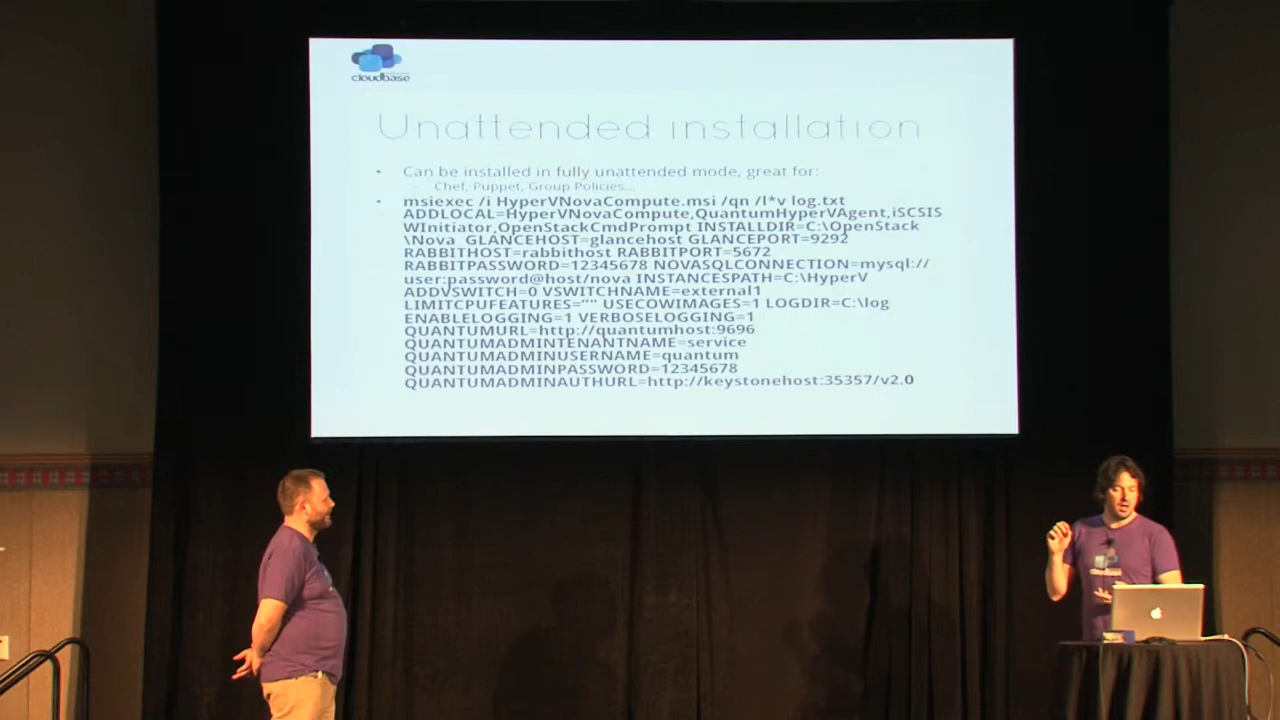 cloudbase
Unattended installation
• Can be installed in fully unattended mode, great for:
– Chef, Puppet, Group Policies...
• msiexec /i HyperVNovaCompute.msi /qn /l*v log.txt
ADDLOCAL=HyperVNovaCompute,QuantumHyperVAgent,iSCSIS
WInitiator,OpenStackCmdPrompt INSTALLDIR=C:\OpenStack
\Nova GLANCEHOST=glancehost GLANCEPORT=9292
RABBITHOST=rabbithost RABBITPORT=5672
RABBITPASSWORD=12345678 NOVASQLCONNECTION=mysql://
user:password@host/nova INSTANCESPATH=C:\HyperV
ADDVSWITCH=0 VSWITCHNAME=external1
LIMITCPUFEATURES="" USECOWIMAGES=1 LOGDIR=C:\log
ENABLELOGGING=1 VERBOSELOGGING=1
QUANTUMURL=http://quantumhost:9696
QUANTUMADMINTENANTNAME=service
QUANTUMADMINUSERNAME=quantum
QUANTUMADMINPASSWORD=12345678
QUANTUMADMINAUTHURL=http://keystonehost:35357/v2.0
cloudbase